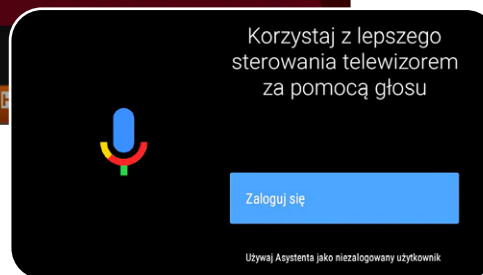 Korzystaj z lepszego
sterowania telewizorem
za pomocą głosu
Zaloguj się
Używaj Asystenta jako niezalogowany użytkownik